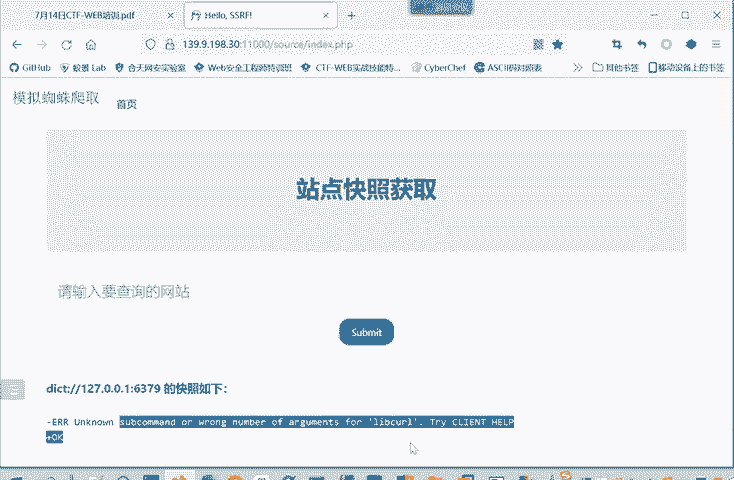 7月14日CTF-WEB培训.pdf
Hello, SSRF!
139.9.198.30:11000/source/index.php
GitHub 蚁景 Lab 合天网安实验室 Web安全工程师特训班 CTF-WEB实战技能特... CyberChef ASCII码对照表 其他书签 移动设备上的书签
模拟蜘蛛爬取 首页
站点快照获取
请输入要查询的网站
Submit
dict://127.0.0.1:6379 的快照如下:
-ERR Unknown subcommand or wrong number of arguments for 'libcurl'. Try CLIENT HELP
+OK